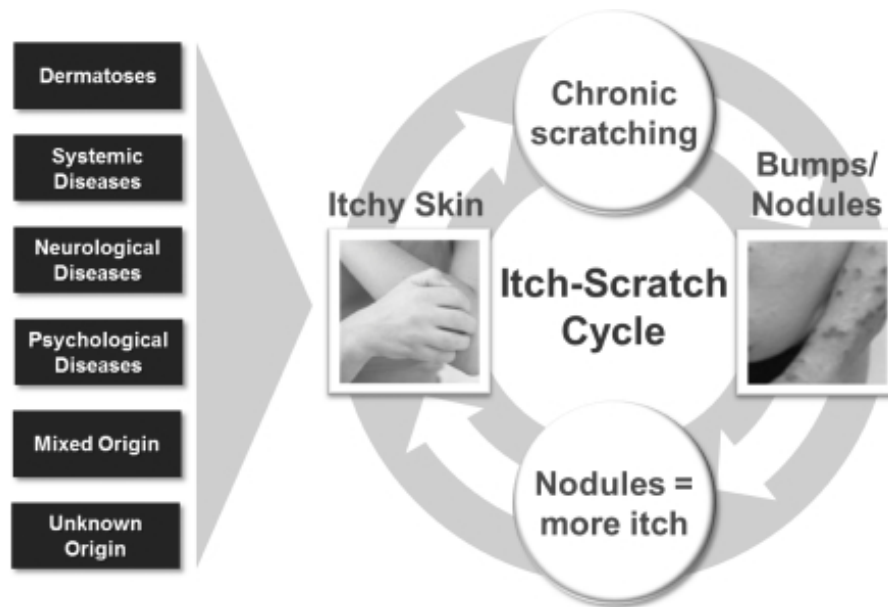 Dermatoses
Systemic
Diseases
Neurological
Diseases
Psychological
Diseases
Mixed Origin
Unknown
Origin
Itchy Skin
Chronic
scratching
Bumps/
Nodules
Itch-Scratch
Cycle
Nodules =
more itch